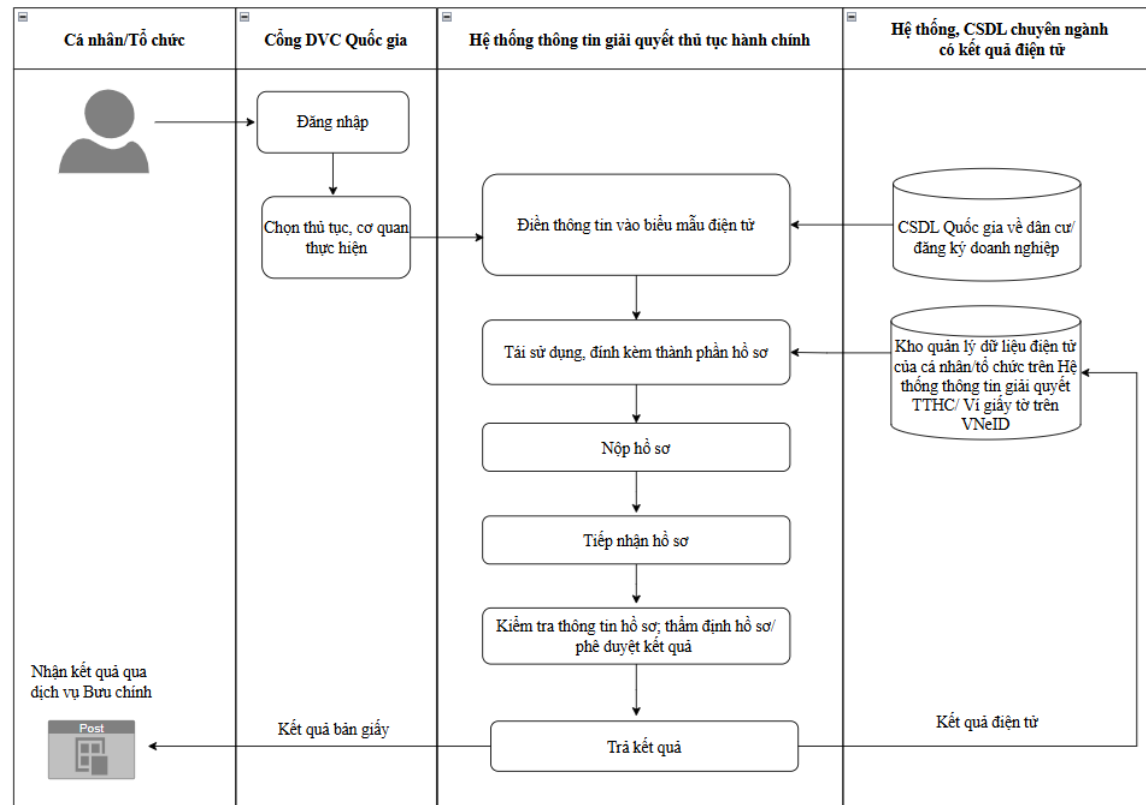 Cá nhân/Tổ chức
Cổng DVC Quốc gia
Hệ thống thông tin giải quyết thủ tục hành chính
Hệ thống, CSDL chuyên ngành
có kết quả điện tử
Đăng nhập
Chọn thủ tục, cơ quan
thực hiện
Điền thông tin vào biểu mẫu điện tử
CSDL Quốc gia về dân cư/
đăng ký doanh nghiệp
Tái sử dụng, đính kèm thành phần hồ sơ
Kho quản lý dữ liệu điện tử
của cá nhân/tổ chức trên Hệ
thống thông tin giải quyết
TTHC/ Ví giấy tờ trên
VNeID
Nộp hồ sơ
Tiếp nhận hồ sơ
Kiểm tra thông tin hồ sơ; thẩm định hồ sơ/
phê duyệt kết quả
Nhận kết quả qua
dịch vụ Bưu chính
Post
Kết quả bản giấy
Trả kết quả
Kết quả điện tử